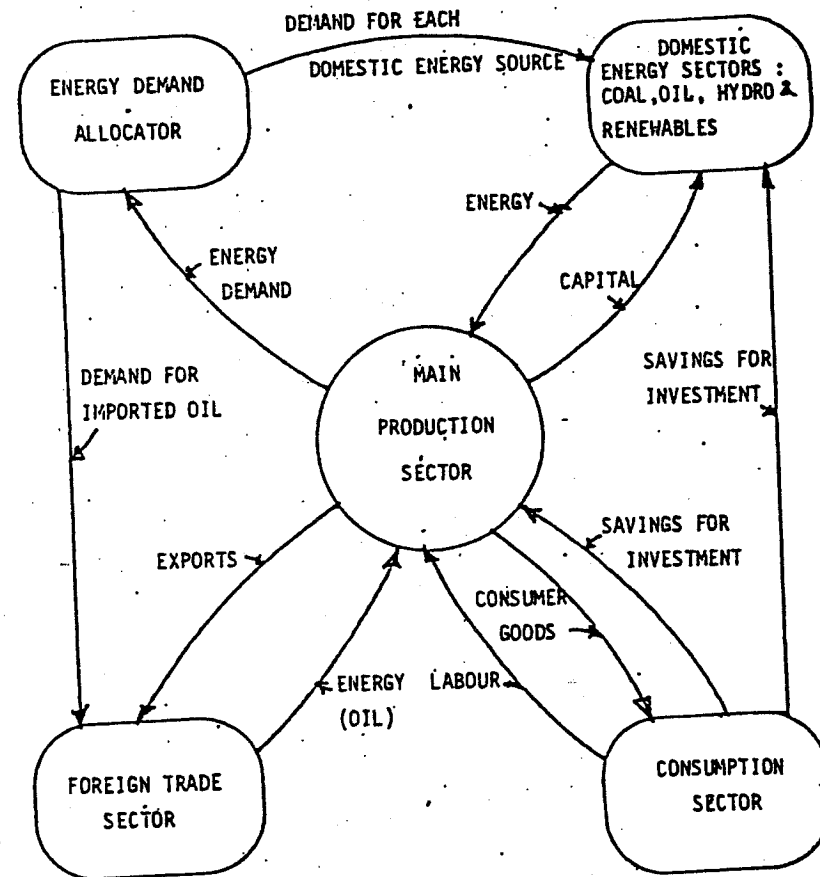 DEMAND FOR EACH
DOMESTIC ENERGY SOURCE
ENERGY DEMAND
ALLOCATOR
DOMESTIC
ENERGY SECTORS :
COAL,OIL, HYDRO &
RENEWABLES
ENERGY
CAPITAL
ENERGY
DEMAND
DEMAND FOR
IMPORTED OIL
MAIN
PRODUCTION
SECTOR
SAVINGS FOR
INVESTMENT
EXPORTS
SAVINGS FOR
INVESTMENT
CONSUMER
GOODS
ENERGY
(OIL)
LABOUR
FOREIGN TRADE
SECTOR
CONSUMPTION
SECTOR